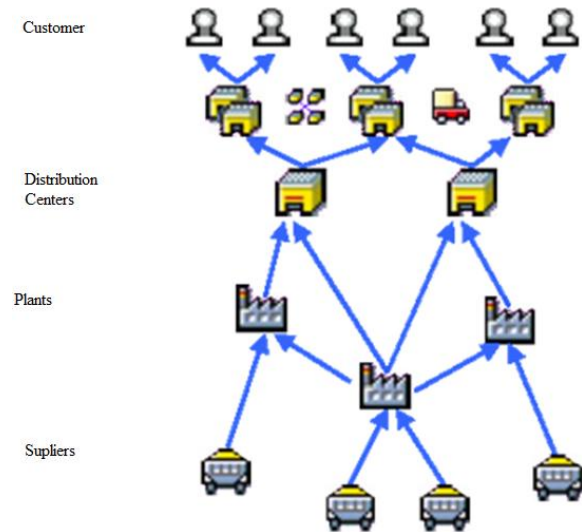 Customer
Distribution
Centers
Plants
Supliers